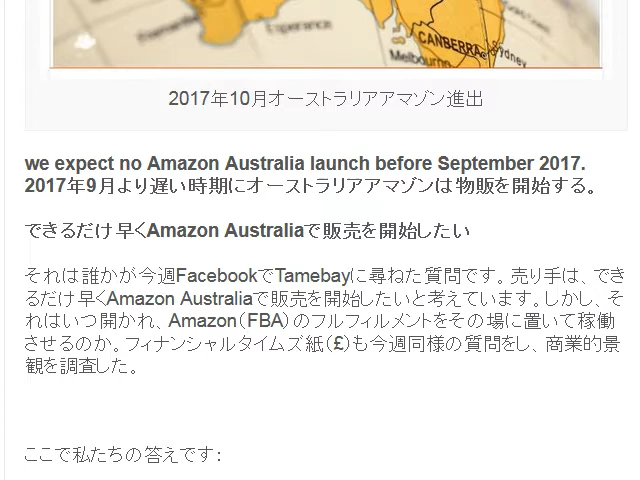 Esperance
CANBERRA
Sydney
Melbourne
2017年10月オーストラリアアマゾン進出
we expect no Amazon Australia launch before September 2017.
2017年9月より遅い時期にオーストラリアアマゾンは物販を開始する。
できるだけ早くAmazon Australiaで販売を開始したい
それは誰かが今週FacebookでTamebayに尋ねた質問です。売り手は、でき
るだけ早くAmazon Australiaで販売を開始したいと考えています。しかし、そ
れはいつ開かれ、Amazon（FBA）のフルフィルメントをその場に置いて稼働
させるのか。フィナンシャルタイムズ紙（£）も今週同様の質問をし、商業的景
観を調査した。
ここで私たちの答えです：